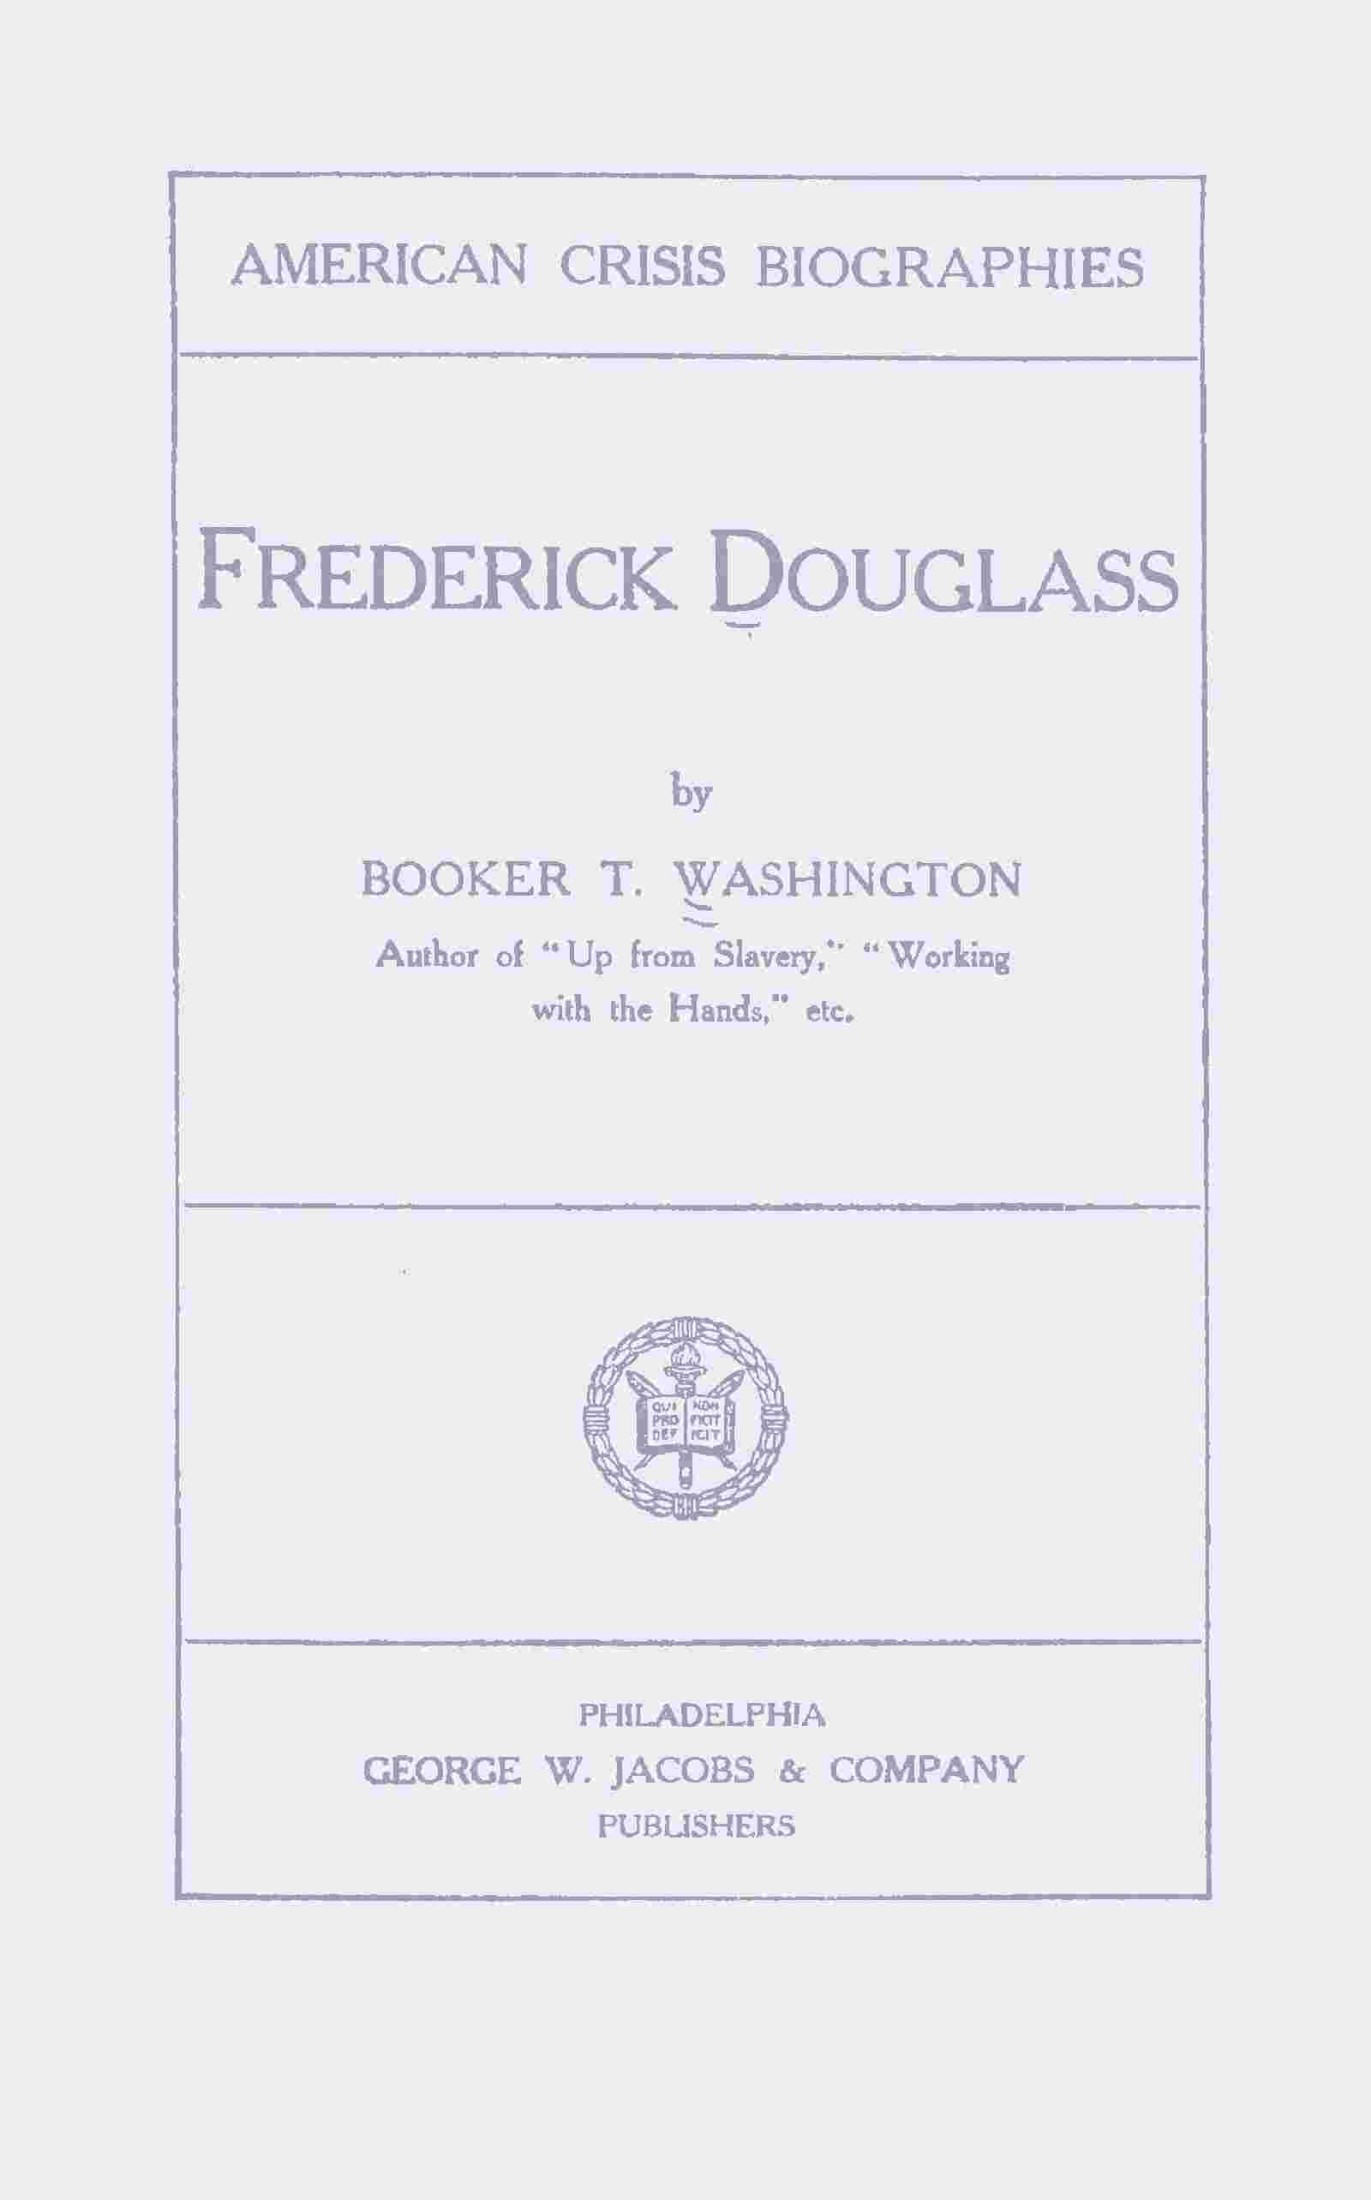 AMERICAN CRISIS BIOGRAPHIES
FREDERICK DOUGLASS
by
BOOKER T. WASHINGTON
Author of “Up from Slavery,” “Working
with the Hands,” etc.
QUI NON
PRO FICIT
DEF ICIT
PHILADELPHIA
GEORGE W. JACOBS & COMPANY
PUBLISHERS